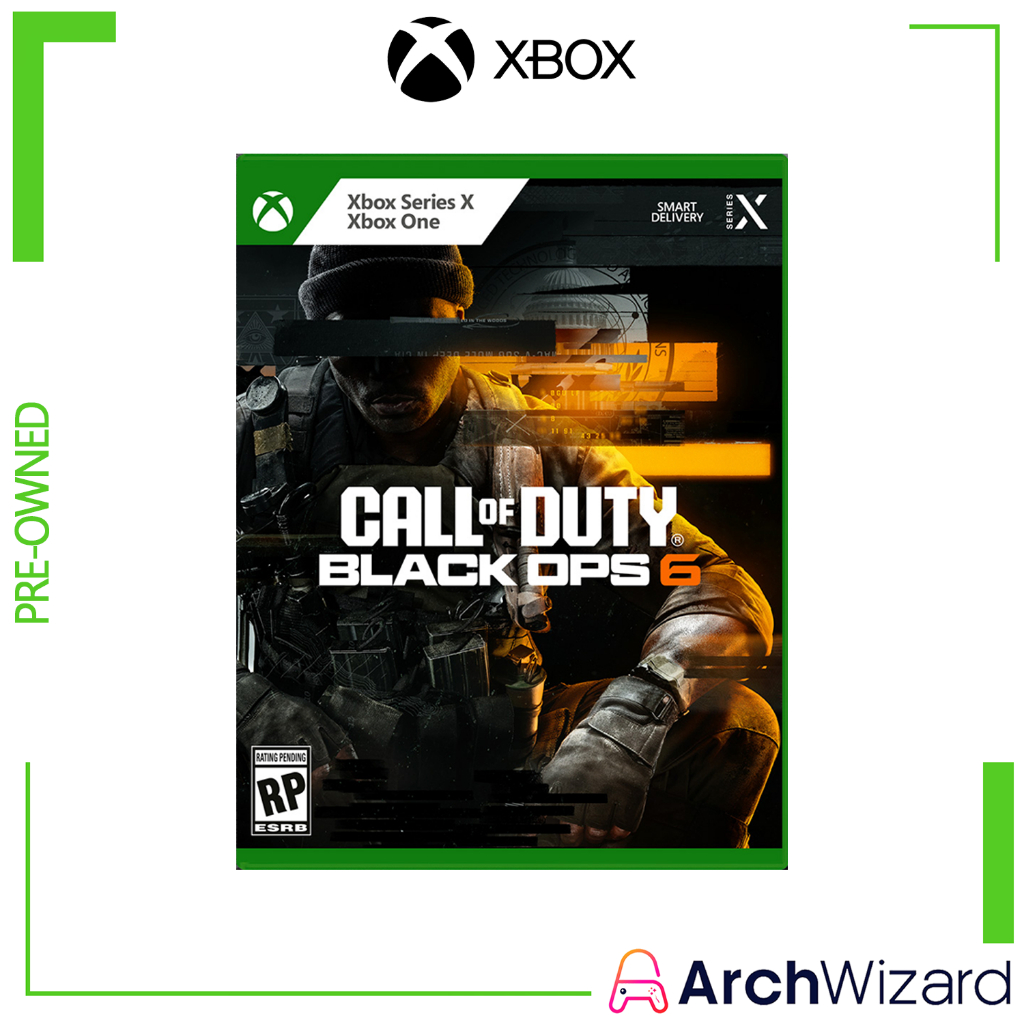 XBOX
Xbox Series X
Xbox One
SMART
DELIVERY
SERIES X
PRE-OWNED
CALL OF DUTY®
BLACK OPS 6
RATING PENDING
RP
ESRB
ArchWizard